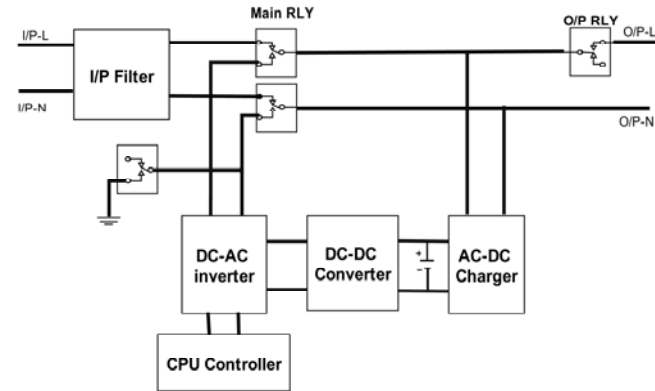 Main RLY
O/P RLY
I/P-L
O/P-L
I/P Filter
I/P-N
O/P-N
DC-AC
inverter
DC-DC
Converter
+
-
AC-DC
Charger
CPU Controller